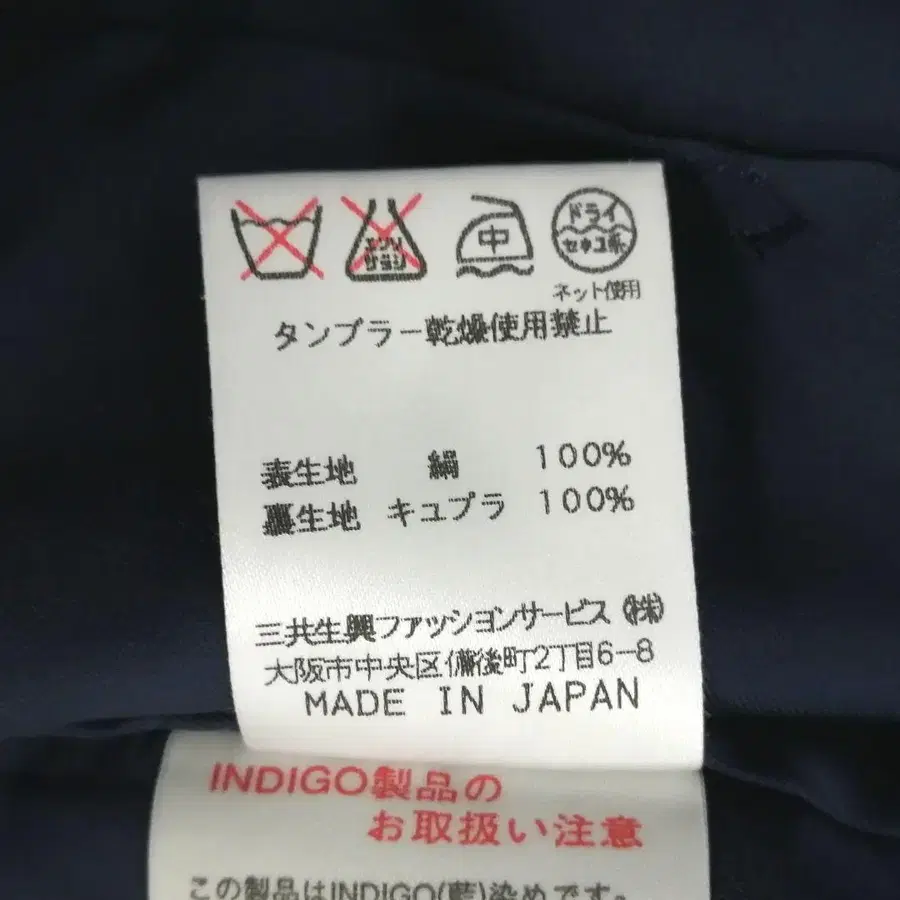 エンソ
サラシ
中
ドライ
セキユ系
ネット使用
タンブラー乾燥使用禁止
表生地 絹 100%
裏生地 キュプラ 100%
三共生興ファッションサービス(株)
大阪市中央区備後町2丁目6-8
MADE IN JAPAN
INDIGO製品の
お取扱い注意
この製品はINDIGO(藍)染めです。